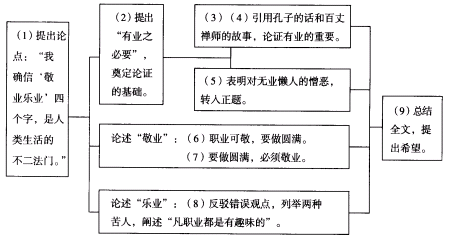 (1)提出论
点：“我
确信‘敬
业乐业’四
个字，是人
类生活的
不二法门。”
(2)提出
“有业之
必要”，
奠定论证
的基础。
(3)(4)引用孔子的话和百丈
禅师的故事，论证有业的重要。
(5)表明对无业懒人的憎恶，
转入正题。
论述“敬业”：(6)职业可敬，要做圆满。
(7)要做圆满，必须敬业。
论述“乐业”：(8)反驳错误观点，列举两种
苦人，阐述“凡职业都是有趣味的”。
(9)总结
全文，提
出希望。